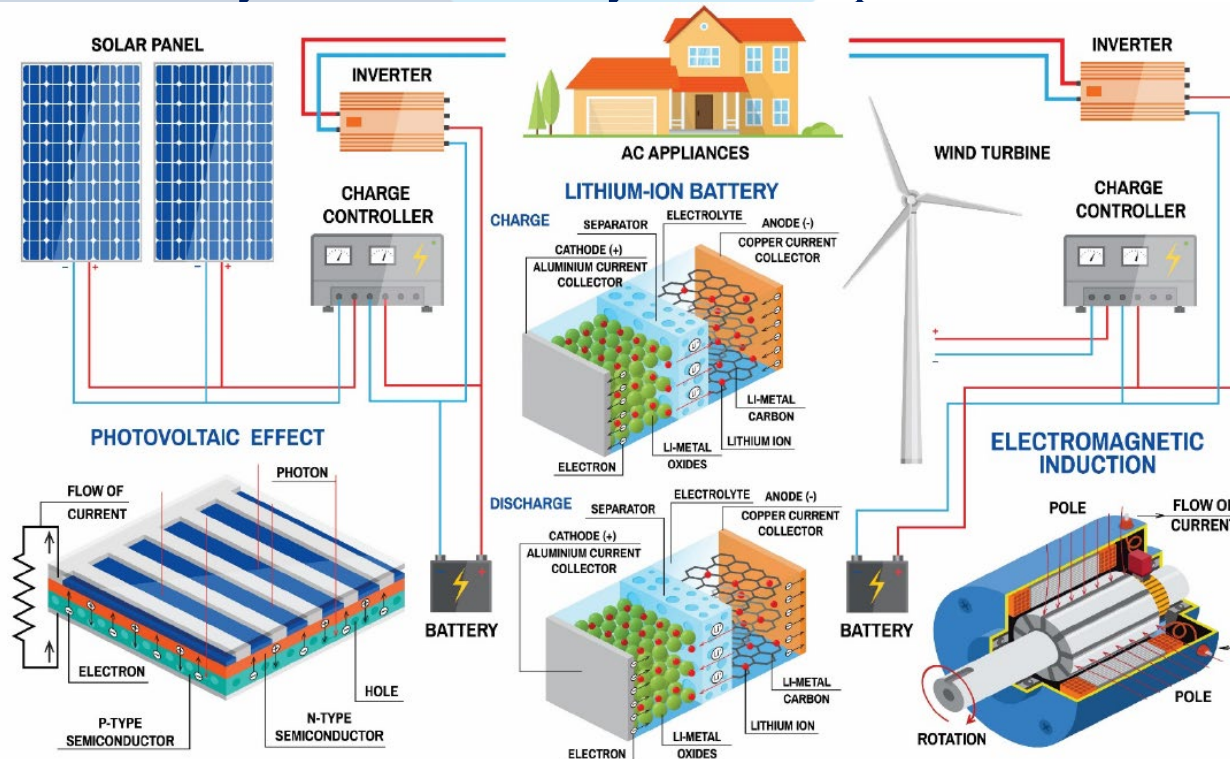 SOLAR PANEL
INVERTER
CHARGE
CONTROLLER
AC APPLIANCES
WIND TURBINE
INVERTER
CHARGE
CONTROLLER
LITHIUM-ION BATTERY
CHARGE
SEPARATOR
ELECTROLYTE
ANODE (-)
COPPER CURRENT
COLLECTOR
CATHODE (+)
ALUMINIUM CURRENT
COLLECTOR
LI-METAL
CARBON
LITHIUM ION
LI-METAL
OXIDES
ELECTRON
DISCHARGE
SEPARATOR
ELECTROLYTE
ANODE (-)
COPPER CURRENT
COLLECTOR
CATHODE (+)
ALUMINIUM CURRENT
COLLECTOR
LI-METAL
CARBON
LITHIUM ION
LI-METAL
OXIDES
ELECTRON
PHOTOVOLTAIC EFFECT
PHOTON
FLOW OF
CURRENT
ELECTRON
HOLE
P-TYPE
SEMICONDUCTOR
N-TYPE
SEMICONDUCTOR
BATTERY
BATTERY
ELECTROMAGNETIC
INDUCTION
POLE
FLOW OF
CURRENT
POLE
ROTATION